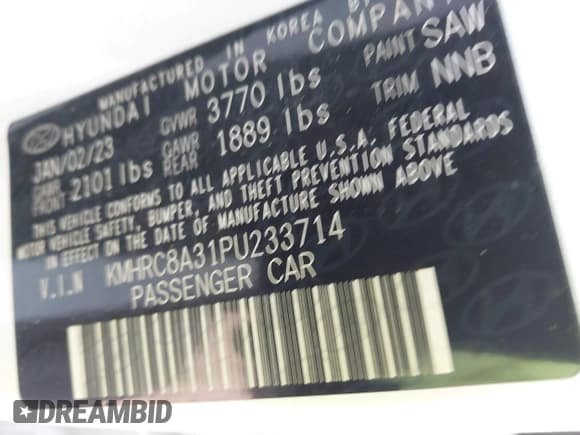 MANUFACTURED IN KOREA BY
HYUNDAI MOTOR COMPAN
JAN/02/23 GVWR 3770 lbs PAINT SAW
GAWR FRONT 2101 lbs GAWR REAR 1889 lbs TRIM NNB
THIS VEHICLE CONFORMS TO ALL APPLICABLE U.S.A. FEDERAL
MOTOR VEHICLE SAFETY, BUMPER, AND THEFT PREVENTION STANDARDS
IN EFFECT ON THE DATE OF MANUFACTURE SHOWN ABOVE
V.I.N KMHRC8A31PU233714
PASSENGER CAR
DREAMBID